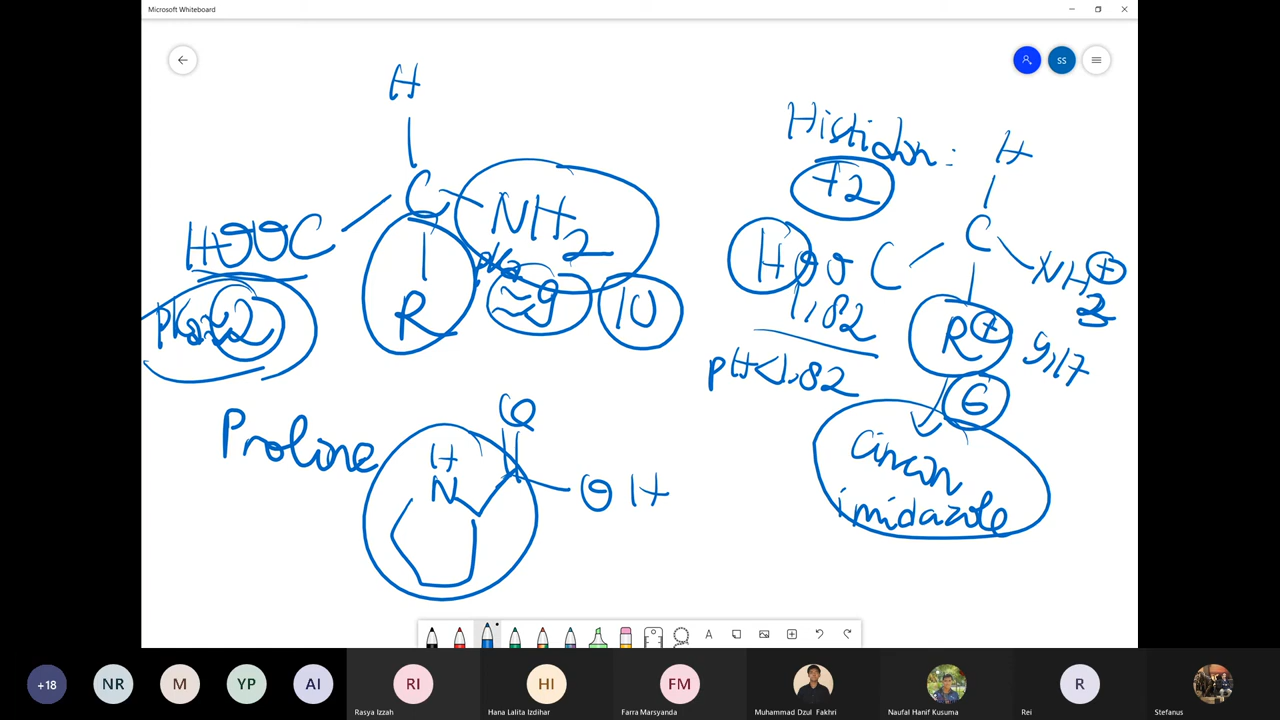 Microsoft Whiteboard
SS
H
C
NH2
HOOC
R
pKa
≈9
10
pKa≈2
Proline
H
N
O
OH
Histidin :
+2
H
C
HOOC
NH3+
1,82
R+
9,17
pH<1,82
6
Cincin
imidazole
A
+18
NR
M
YP
AI
RI
HI
FM
R
Rasya Izzah
Hana Lalita Izdihar
Farra Marsyanda
Muhammad Dzul Fakhri
Naufal Hanif Kusuma
Rei
Stefanus